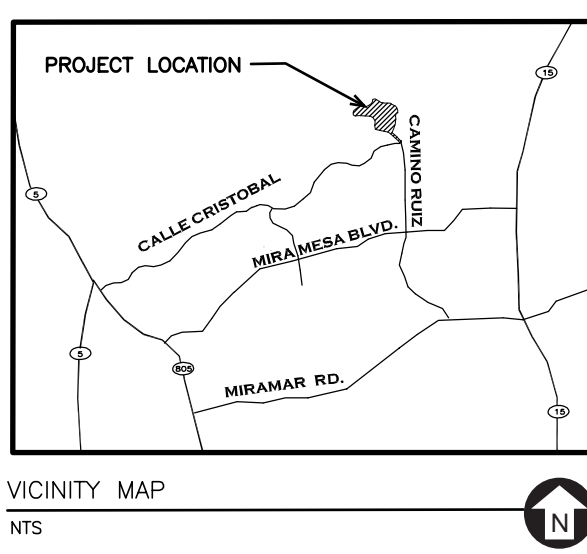 PROJECT LOCATION
15
CAMINO RUIZ
5
CALLE CRISTOBAL
MIRA MESA BLVD.
5
805
MIRAMAR RD.
15
VICINITY MAP
NTS
N